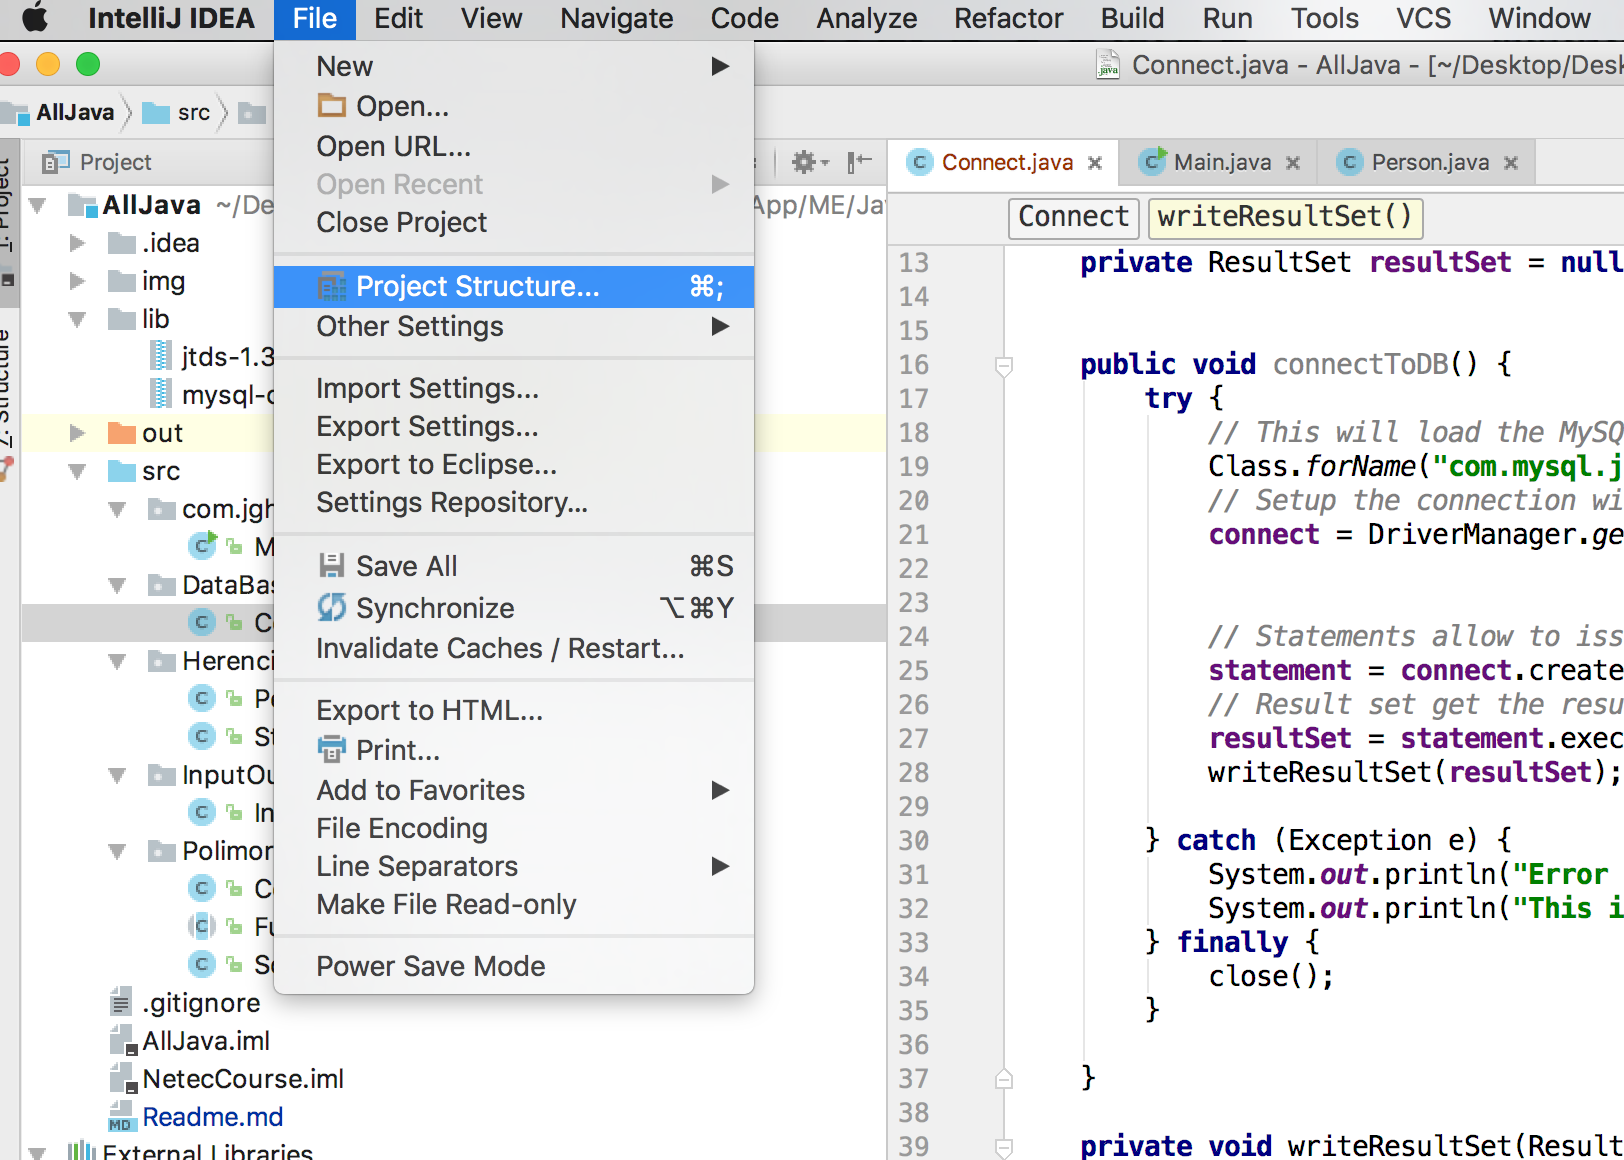 IntelliJ IDEA File Edit View Navigate Code Analyze Refactor Build Run Tools VCS Window
Connect.java - AllJava - [~/Desktop/Desk
AllJava src
Project
1: Project
7: Structure
AllJava ~/De
App/ME/Jav
.idea
img
lib
jtds-1.3
mysql-c
out
src
com.jgh
M
DataBas
C
Herenci
Pe
St
InputOu
In
Polimor
C
Fu
So
.gitignore
AllJava.iml
NetecCourse.iml
Readme.md
External Libraries
New
Open...
Open URL...
Open Recent
Close Project
Project Structure... ⌘;
Other Settings
Import Settings...
Export Settings...
Export to Eclipse...
Settings Repository...
Save All ⌘S
Synchronize ⌥⌘Y
Invalidate Caches / Restart...
Export to HTML...
Print...
Add to Favorites
File Encoding
Line Separators
Make File Read-only
Power Save Mode
Connect.java Main.java Person.java
Connect writeResultSet()
13 private ResultSet resultSet = null
14
15
16 public void connectToDB() {
17 try {
18 // This will load the MySQ
19 Class.forName("com.mysql.j
20 // Setup the connection wi
21 connect = DriverManager.ge
22
23
24 // Statements allow to iss
25 statement = connect.create
26 // Result set get the resu
27 resultSet = statement.exec
28 writeResultSet(resultSet);
29
30 } catch (Exception e) {
31 System.out.println("Error
32 System.out.println("This i
33 } finally {
34 close();
35 }
36
37 }
38
39 private void writeResultSet(Result